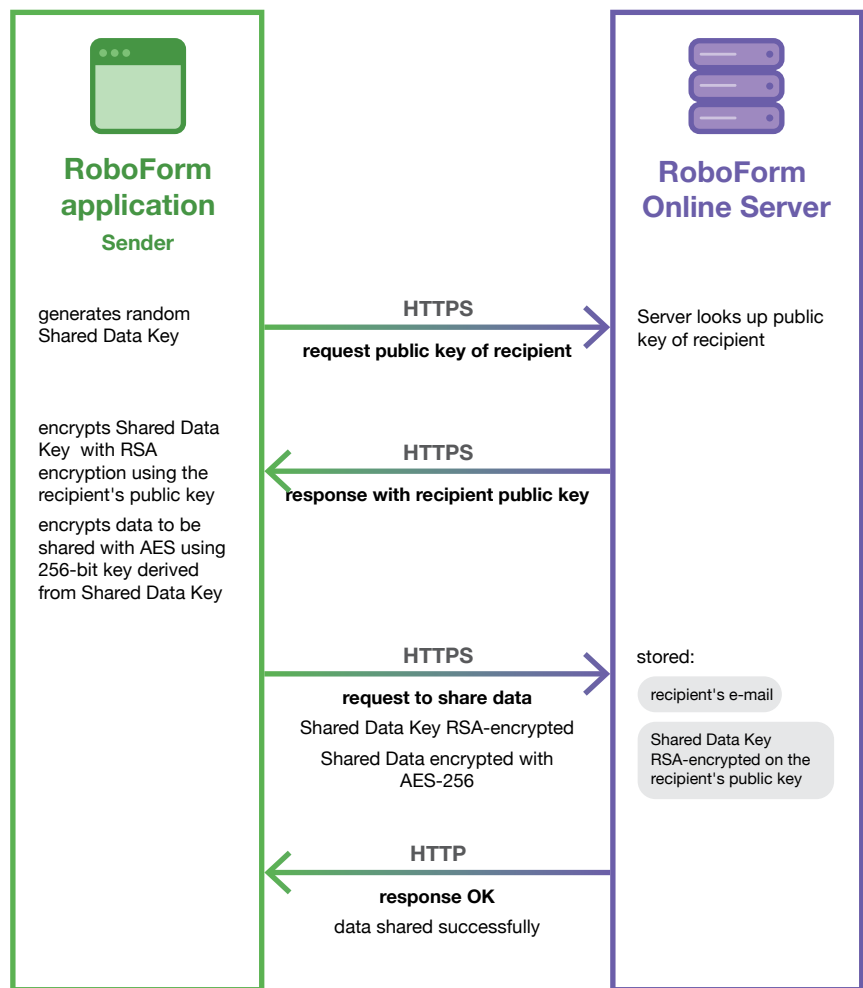 RoboForm
application
Sender
RoboForm
Online Server
generates random
Shared Data Key
HTTPS
request public key of recipient
Server looks up public
key of recipient
encrypts Shared Data
Key with RSA
encryption using the
recipient's public key
HTTPS
response with recipient public key
encrypts data to be
shared with AES using
256-bit key derived
from Shared Data Key
HTTPS
request to share data
Shared Data Key RSA-encrypted
Shared Data encrypted with
AES-256
stored:
recipient's e-mail
Shared Data Key
RSA-encrypted on the
recipient's public key
HTTP
response OK
data shared successfully